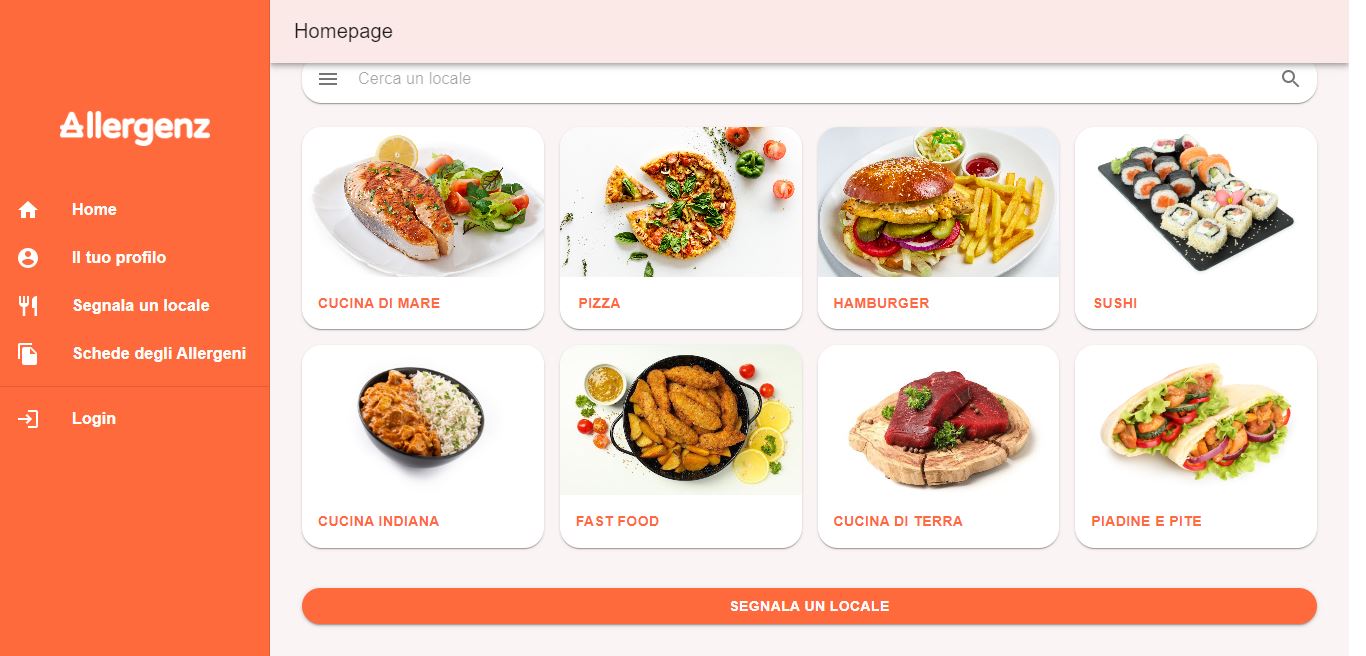 Homepage
Cerca un locale
Allergenz
Home
Il tuo profilo
Segnala un locale
Schede degli Allergeni
Login
CUCINA DI MARE
PIZZA
HAMBURGER
SUSHI
CUCINA INDIANA
FAST FOOD
CUCINA DI TERRA
PIADINE E PITE
SEGNALA UN LOCALE